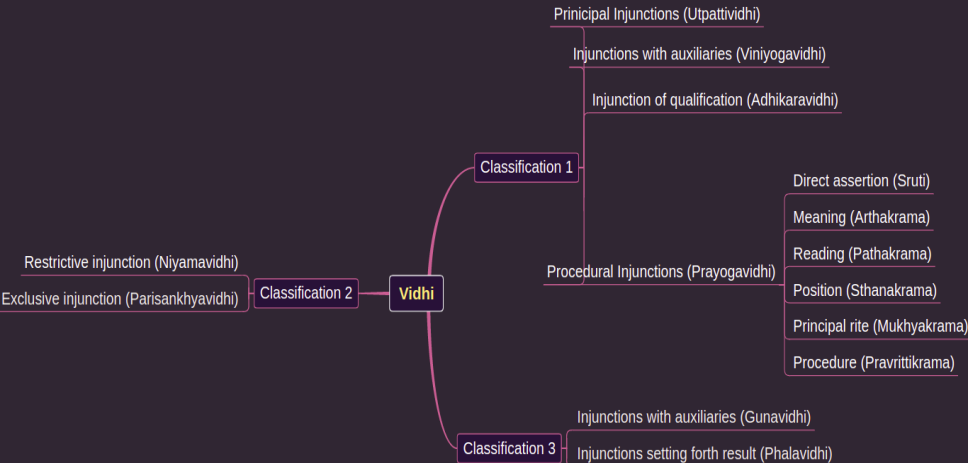 Prinicipal Injunctions (Utpattividhi)
Injunctions with auxiliaries (Viniyogavidhi)
Injunction of qualification (Adhikaravidhi)
Classification 1
Direct assertion (Sruti)
Meaning (Arthakrama)
Reading (Pathakrama)
Procedural Injunctions (Prayogavidhi)
Position (Sthanakrama)
Principal rite (Mukhyakrama)
Procedure (Pravrittikrama)
Restrictive injunction (Niyamavidhi)
Exclusive injunction (Parisankhyavidhi)
Classification 2
Vidhi
Classification 3
Injunctions with auxiliaries (Gunavidhi)
Injunctions setting forth result (Phalavidhi)